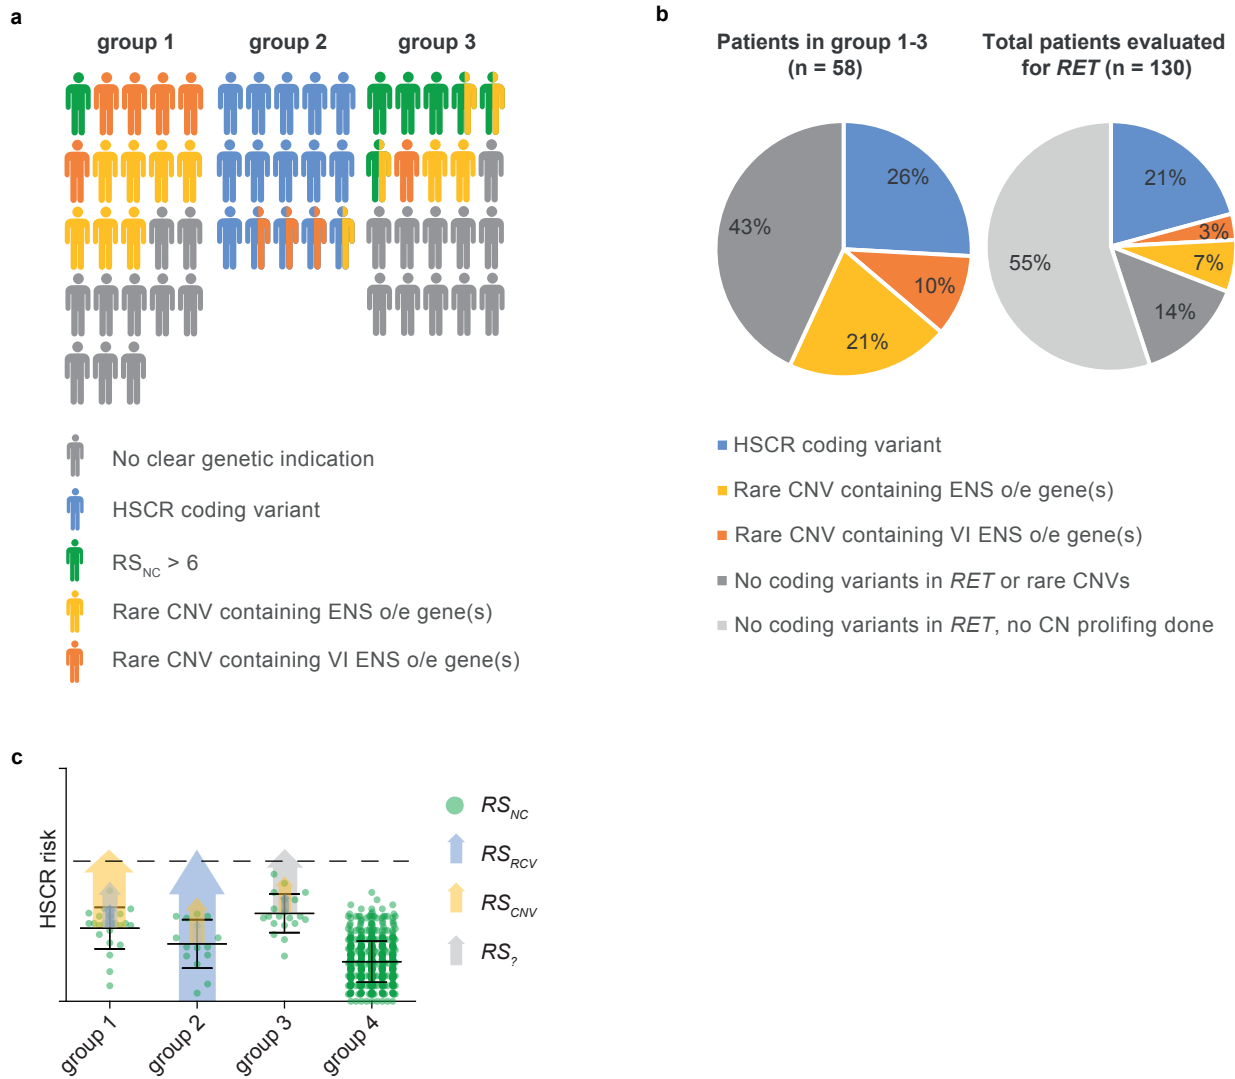 a
group 1
group 2
group 3
No clear genetic indication
HSCR coding variant
RSNC > 6
Rare CNV containing ENS o/e gene(s)
Rare CNV containing VI ENS o/e gene(s)
b
Patients in group 1-3
(n = 58)
Total patients evaluated
for RET (n = 130)
26%
43%
10%
21%
21%
3%
7%
14%
55%
HSCR coding variant
Rare CNV containing ENS o/e gene(s)
Rare CNV containing VI ENS o/e gene(s)
No coding variants in RET or rare CNVs
No coding variants in RET, no CN prolifing done
c
HSCR risk
RSNC
RSRCV
RSCNV
RS?
group 1
group 2
group 3
group 4